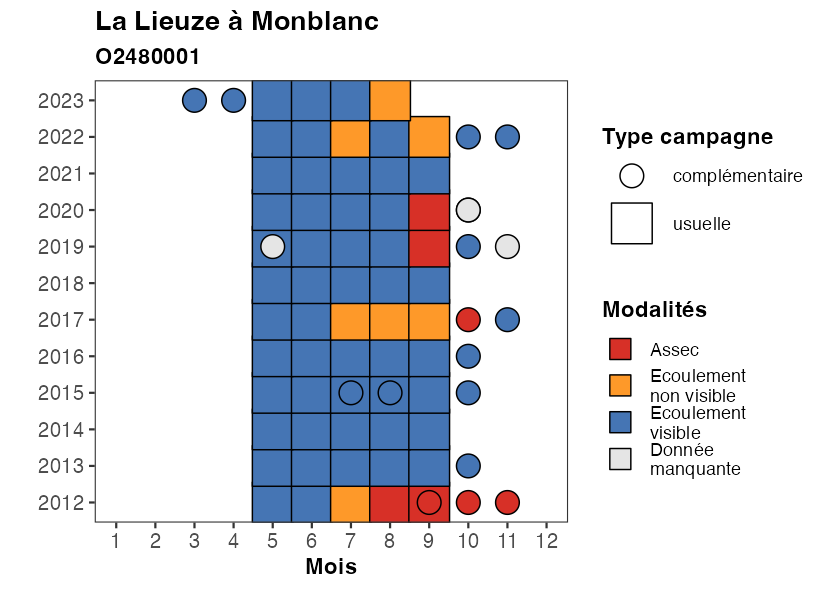 La Lieuze à Monblanc
O2480001
2023
2022
2021
2020
2019
2018
2017
2016
2015
2014
2013
2012
1 2 3 4 5 6 7 8 9 10 11 12
Mois
Type campagne
complémentaire
usuelle
Modalités
Assec
Ecoulement
non visible
Ecoulement
visible
Donnée
manquante